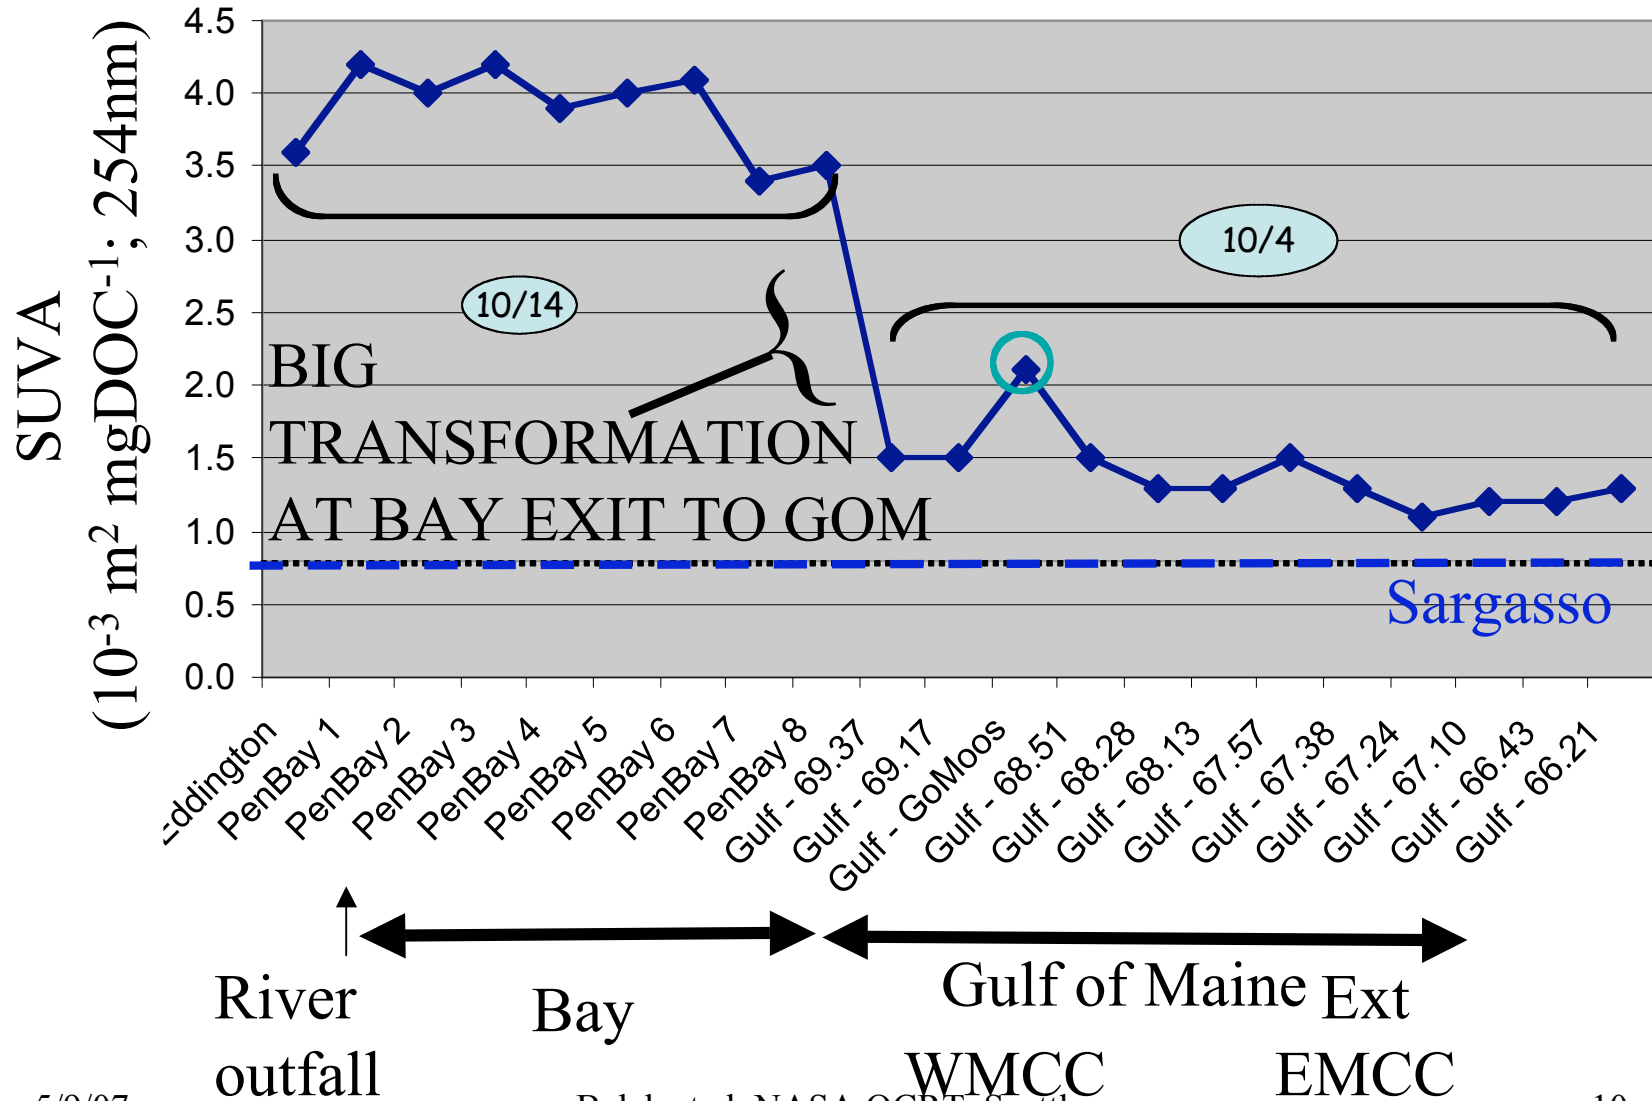 SUVA
(10-3 m2 mgDOC-1; 254nm)
4.5
4.0
3.5
3.0
2.5
2.0
1.5
1.0
0.5
0.0
10/14
10/4
BIG
TRANSFORMATION
AT BAY EXIT TO GOM
Sargasso
Eddington
PenBay 1
PenBay 2
PenBay 3
PenBay 4
PenBay 5
PenBay 6
PenBay 7
PenBay 8
Gulf - 69.37
Gulf - 69.17
Gulf - GoMoos
Gulf - 68.51
Gulf - 68.28
Gulf - 68.13
Gulf - 67.57
Gulf - 67.38
Gulf - 67.24
Gulf - 67.10
Gulf - 66.43
Gulf - 66.21
River
outfall
Bay
Gulf of Maine
Ext
WMCC
EMCC
NASA
10